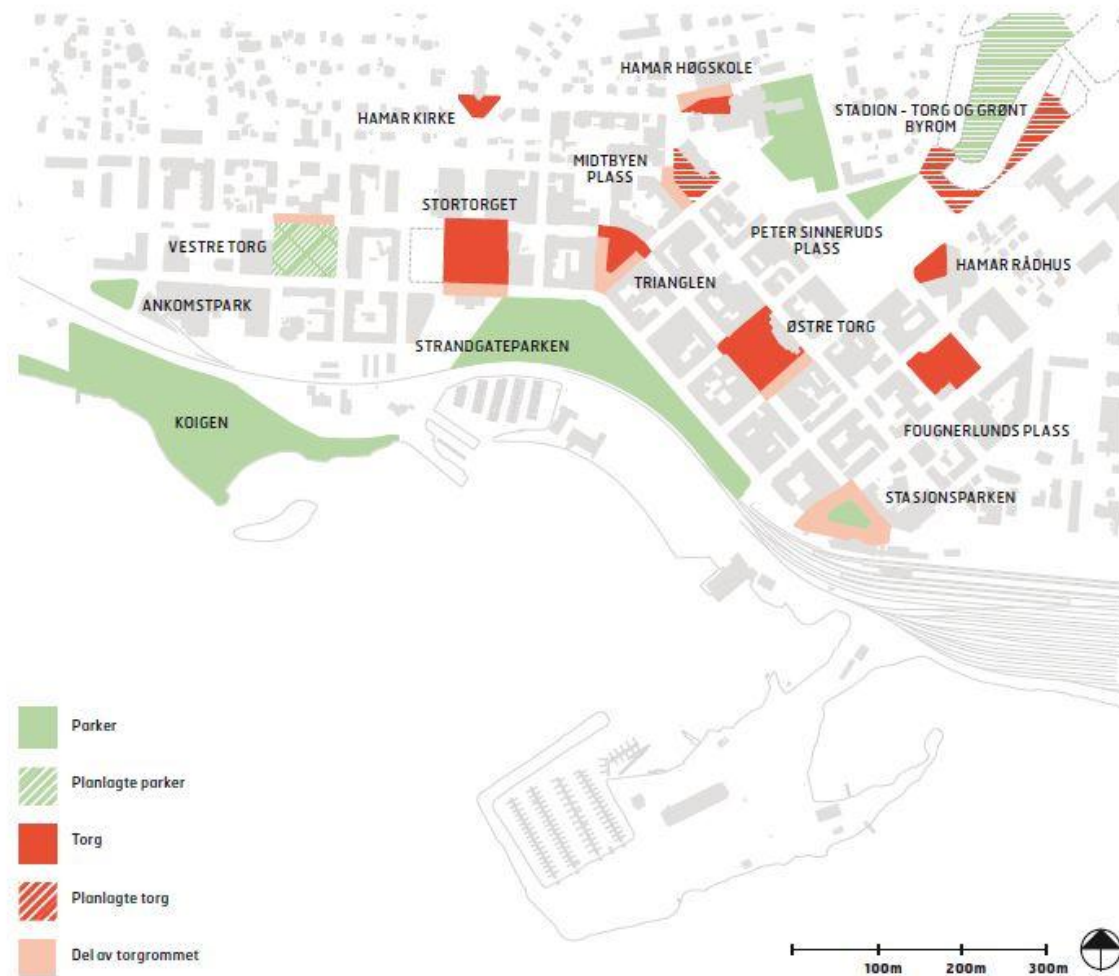 HAMAR HØGSKOLE
HAMAR KIRKE
STADION - TORG OG GRØNT
BYROM
MIDTBYEN
PLASS
STORTORGET
VESTRE TORG
PETER SINNERUDS
PLASS
HAMAR RÅDHUS
TRIANGLEN
ANKOMSTPARK
ØSTRE TORG
STRANDGATEPARKEN
KOIGEN
FOUGNERLUNDS PLASS
STASJONSPARKEN
Parker
Planlagte parker
Torg
Planlagte torg
Del av torgrommet
100m
200m
300m